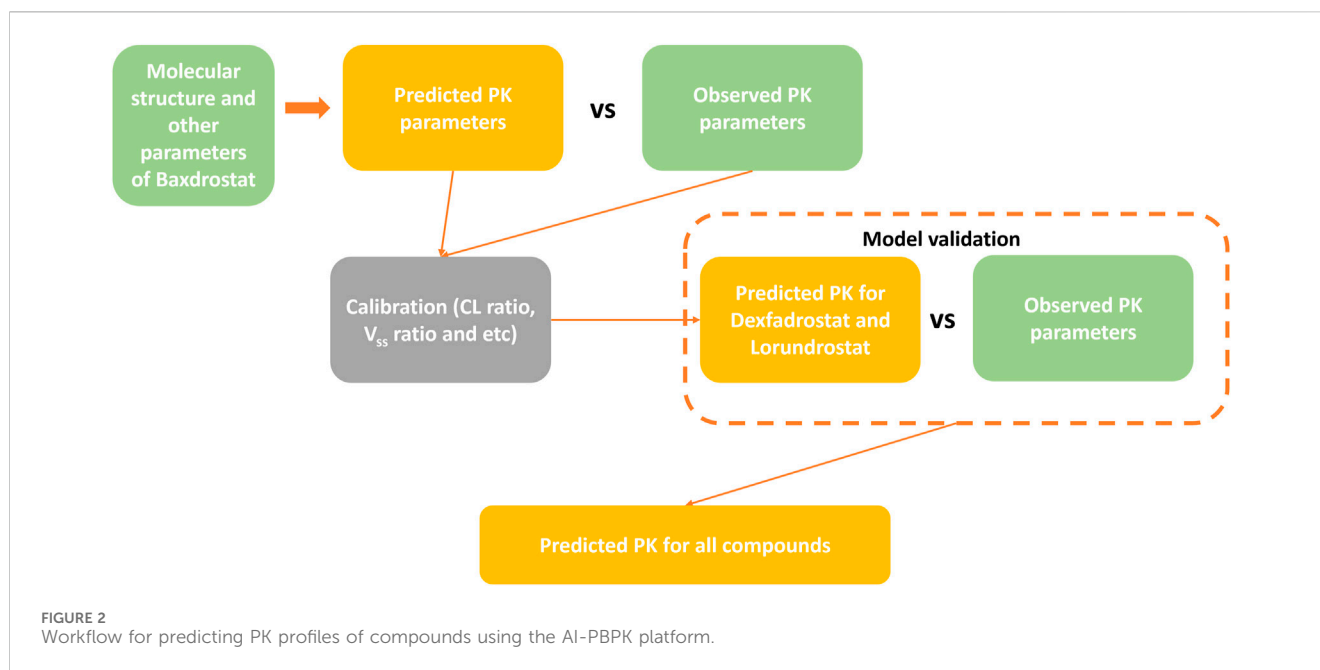 Molecular
structure and
other
parameters
of Baxdrostat
Predicted PK
parameters
vs
Observed PK
parameters
Calibration (CL ratio,
Vss ratio and etc)
Model validation
Predicted PK for
Dexfadrostat and
Lorundrostat
vs
Observed PK
parameters
Predicted PK for all compounds
FIGURE 2
Workflow for predicting PK profiles of compounds using the AI-PBPK platform.